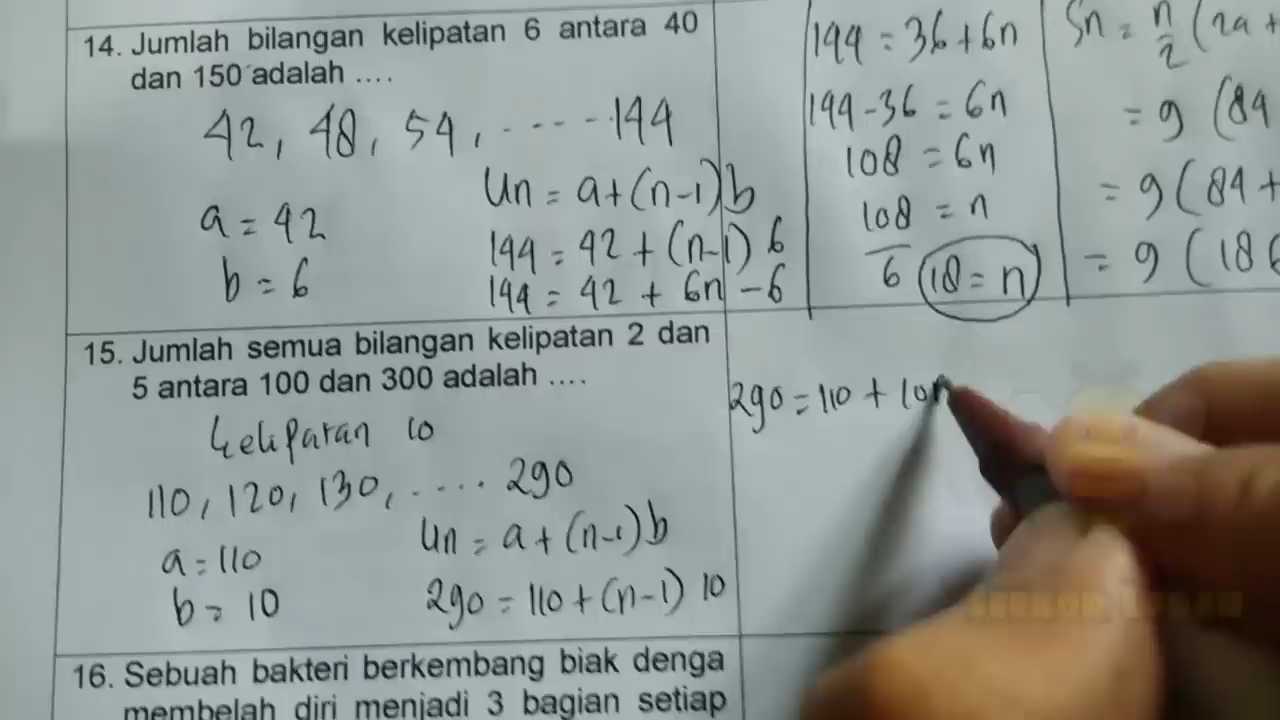 14. Jumlah bilangan kelipatan 6 antara 40
dan 150 adalah ....
42, 48, 54, ..... 144
a = 42
b = 6
Un = a + (n-1) b
144 = 42 + (n-1) 6
144 = 42 + 6n - 6
144 = 36 + 6n
144 - 36 = 6n
108 = 6n
108/6 = n
18 = n
Sn = n/2 (2a +
= 9 (84
= 9 (84 +
= 9 (186
15. Jumlah semua bilangan kelipatan 2 dan
5 antara 100 dan 300 adalah ....
kelipatan 10
110, 120, 130, ..... 290
a = 110
b = 10
Un = a + (n-1) b
290 = 110 + (n-1) 10
290 = 110 + 10n
16. Sebuah bakteri berkembang biak denga
membelah diri menjadi 3 bagian setiap